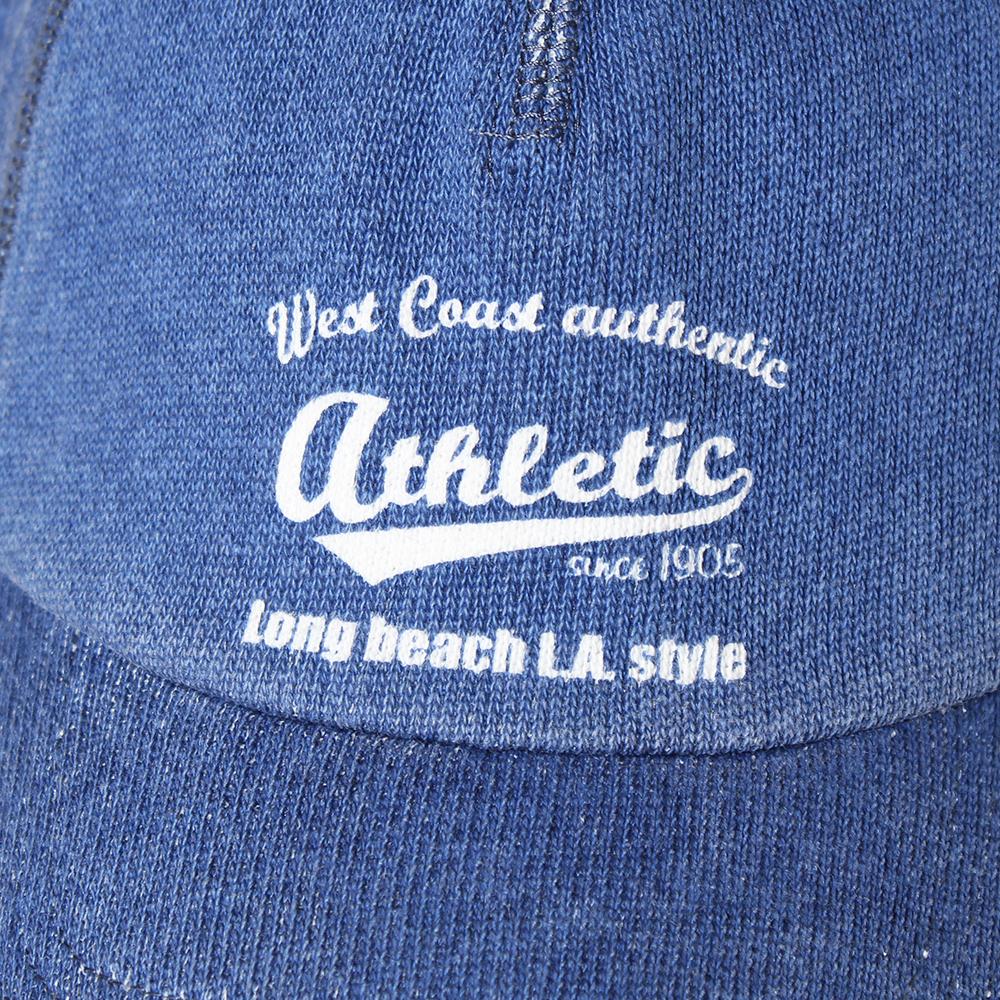 West Coast authentic
Athletic
since 1905
Long beach L.A. style